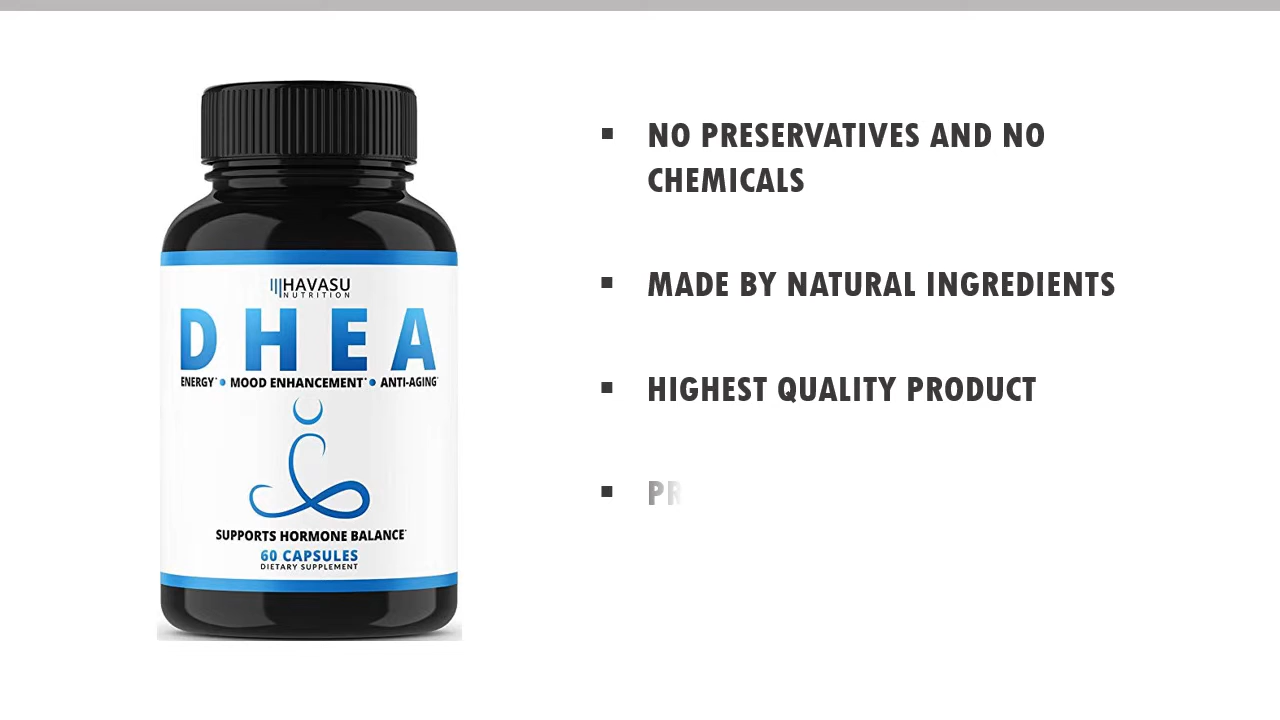 HAVASU
NUTRITION
DHEA
ENERGY* • MOOD ENHANCEMENT* • ANTI-AGING*
SUPPORTS HORMONE BALANCE*
60 CAPSULES
DIETARY SUPPLEMENT
▪ NO PRESERVATIVES AND NO
CHEMICALS
▪ MADE BY NATURAL INGREDIENTS
▪ HIGHEST QUALITY PRODUCT
▪ PR